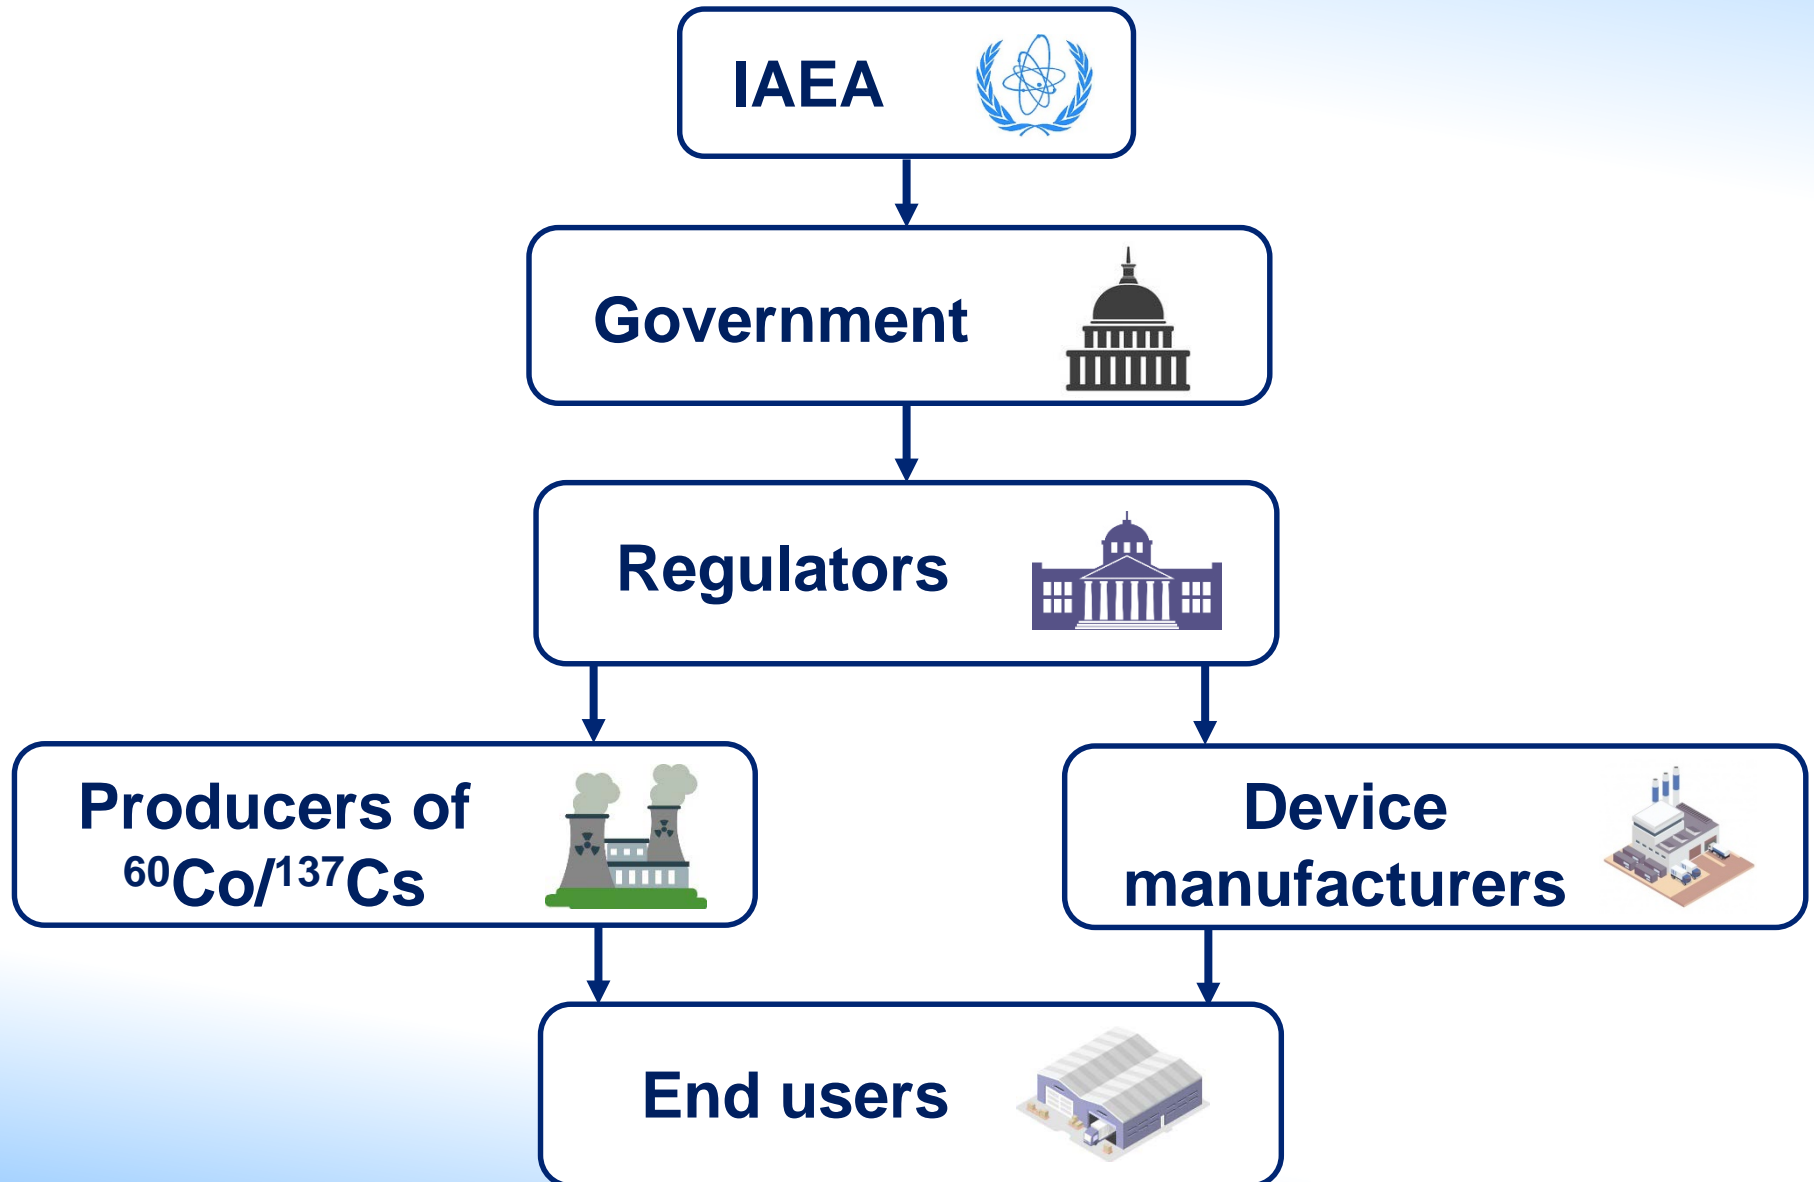 IAEA
Government
Regulators
Producers of
⁶⁰Co/¹³⁷Cs
Device
manufacturers
End users